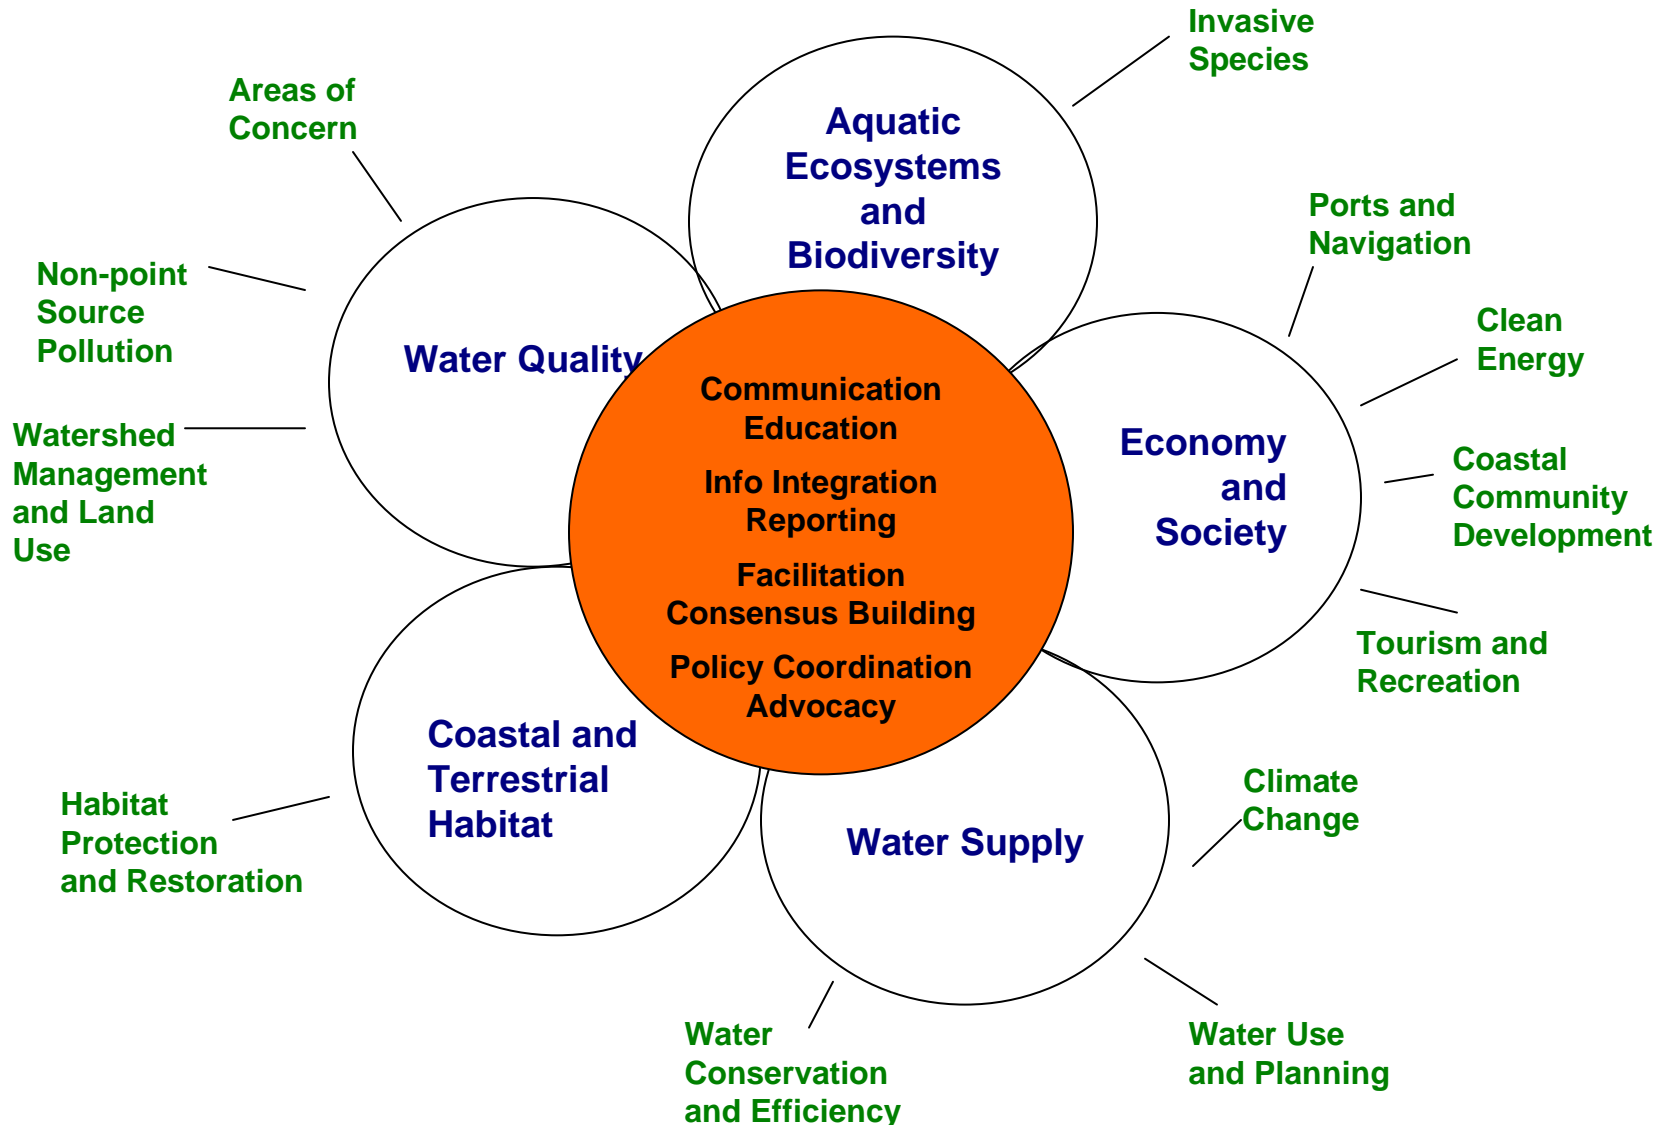 Invasive
Species
Areas of
Concern
Aquatic
Ecosystems
and
Biodiversity
Ports and
Navigation
Non-point
Source
Pollution
Clean
Energy
Water Quality
Communication
Education
Info Integration
Reporting
Facilitation
Consensus Building
Policy Coordination
Advocacy
Economy
and
Society
Watershed
Management
and Land
Use
Coastal
Community
Development
Tourism and
Recreation
Coastal and
Terrestrial
Habitat
Climate
Change
Habitat
Protection
and Restoration
Water Supply
Water
Conservation
and Efficiency
Water Use
and Planning